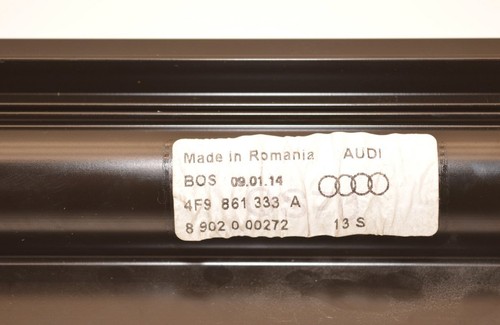 Made in Romania AUDI
BOS 09.01.14
4F9 861 333 A
8 902 0 00272 13 S